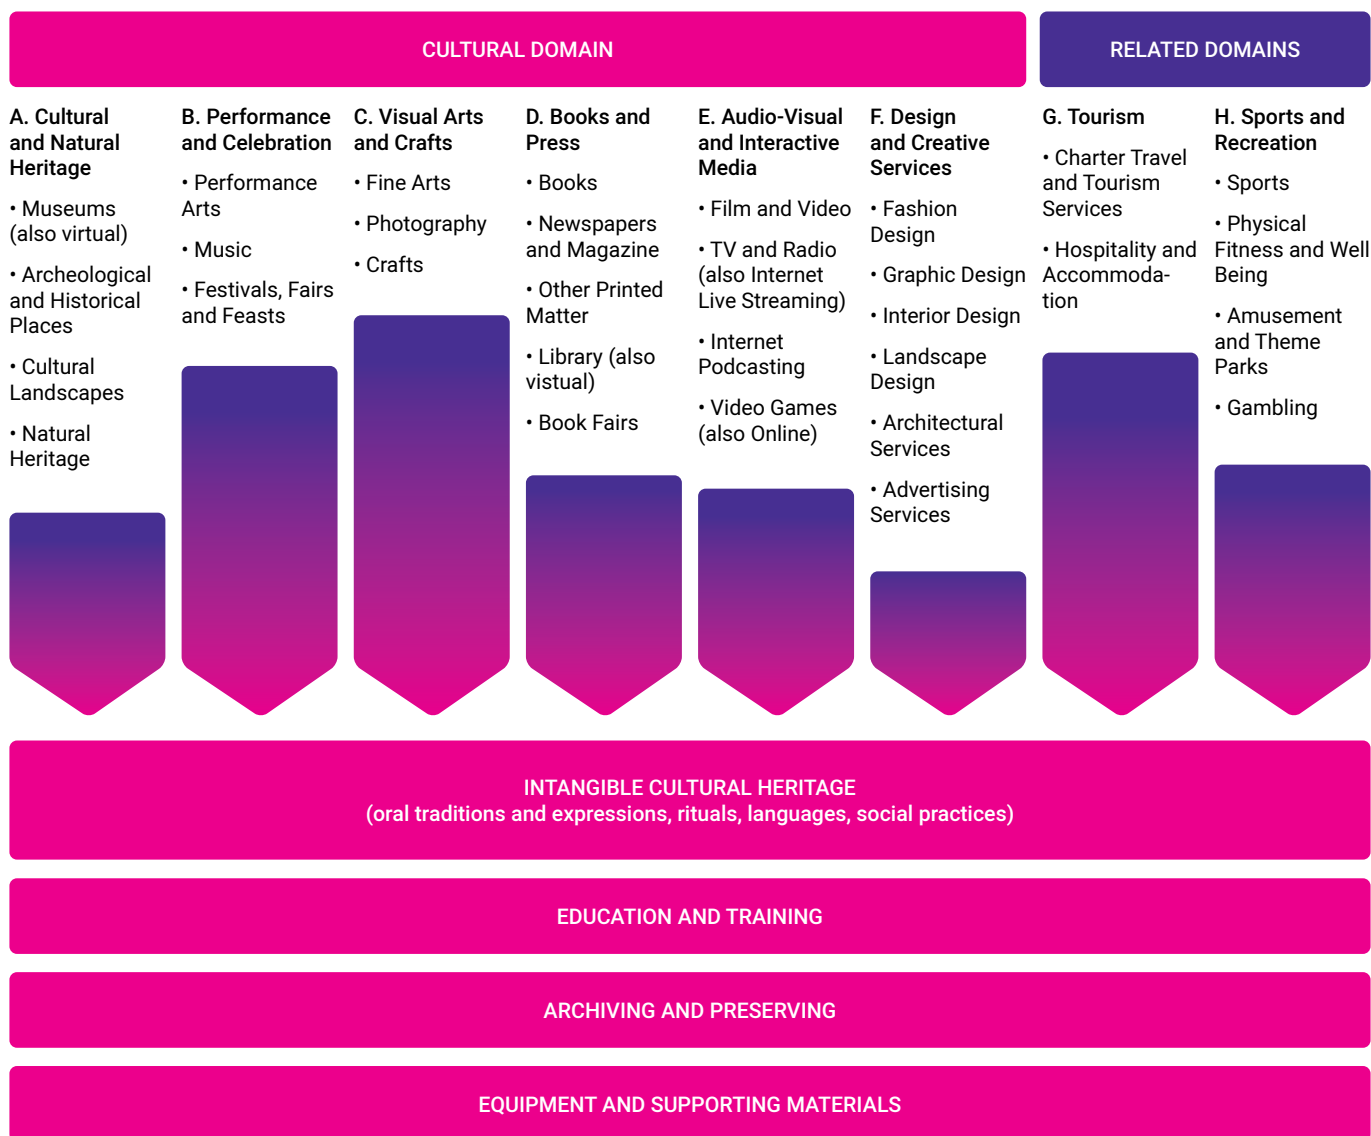 CULTURAL DOMAIN
RELATED DOMAINS
A. Cultural
and Natural
Heritage
• Museums
(also virtual)
• Archeological
and Historical
Places
• Cultural
Landscapes
• Natural
Heritage
B. Performance
and Celebration
• Performance
Arts
• Music
• Festivals, Fairs
and Feasts
C. Visual Arts
and Crafts
• Fine Arts
• Photography
• Crafts
D. Books and
Press
• Books
• Newspapers
and Magazine
• Other Printed
Matter
• Library (also
vistual)
• Book Fairs
E. Audio-Visual
and Interactive
Media
• Film and Video
• TV and Radio
(also Internet
Live Streaming)
• Internet
Podcasting
• Video Games
(also Online)
F. Design
and Creative
Services
• Fashion
Design
• Graphic Design
• Interior Design
• Landscape
Design
• Architectural
Services
• Advertising
Services
G. Tourism
• Charter Travel
and Tourism
Services
• Hospitality and
Accommoda-
tion
H. Sports and
Recreation
• Sports
• Physical
Fitness and Well
Being
• Amusement
and Theme
Parks
• Gambling
INTANGIBLE CULTURAL HERITAGE
(oral traditions and expressions, rituals, languages, social practices)
EDUCATION AND TRAINING
ARCHIVING AND PRESERVING
EQUIPMENT AND SUPPORTING MATERIALS